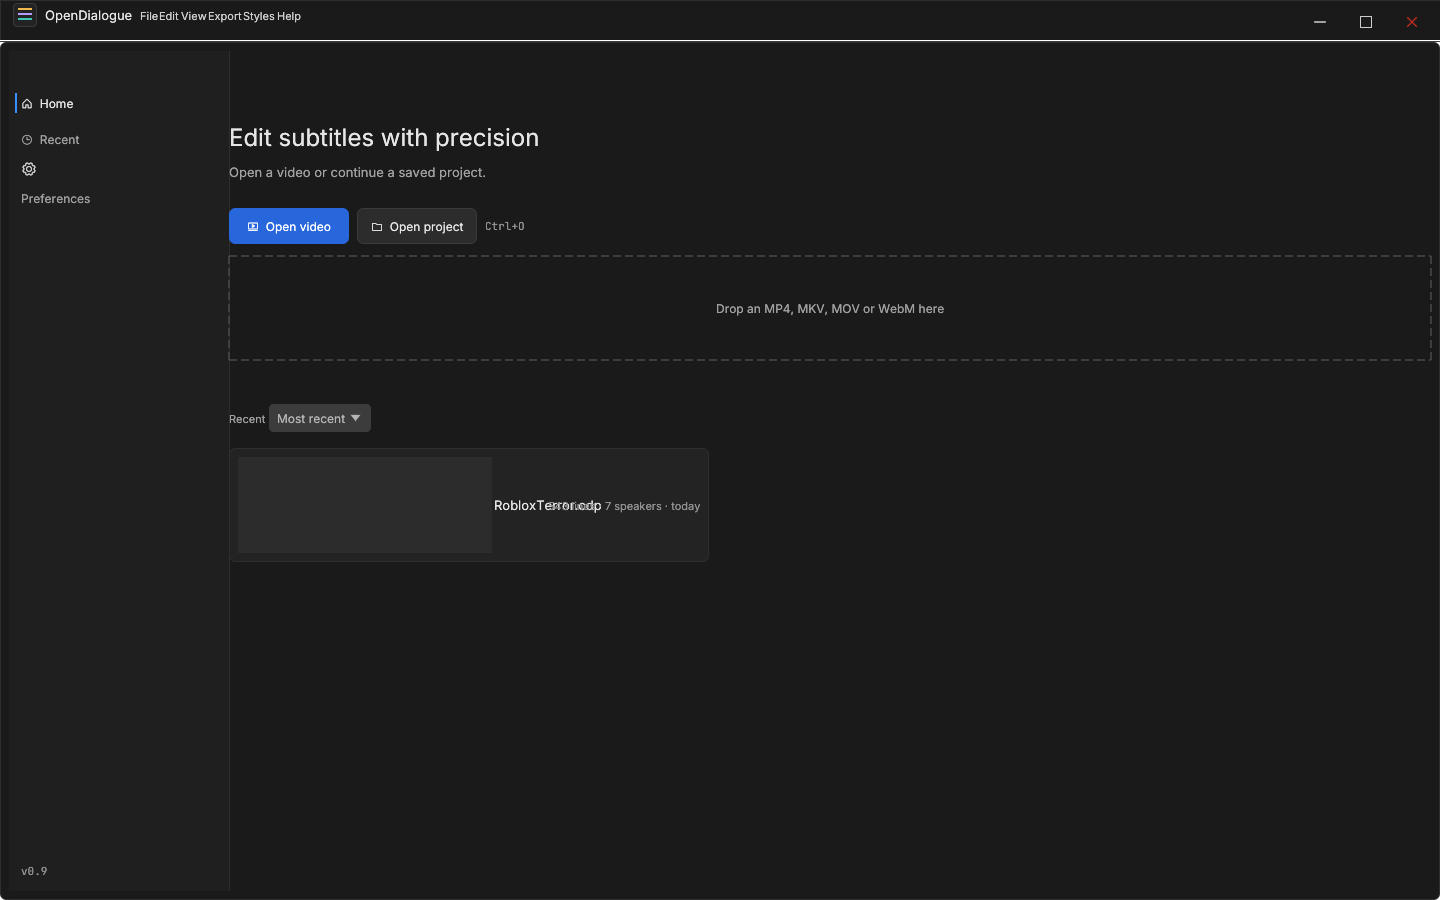 OpenDialogue File Edit View Export Styles Help
Home
Recent
Preferences
Edit subtitles with precision
Open a video or continue a saved project.
Open video Open project Ctrl+O
Drop an MP4, MKV, MOV or WebM here
Recent Most recent
7 speakers · today
v0.9